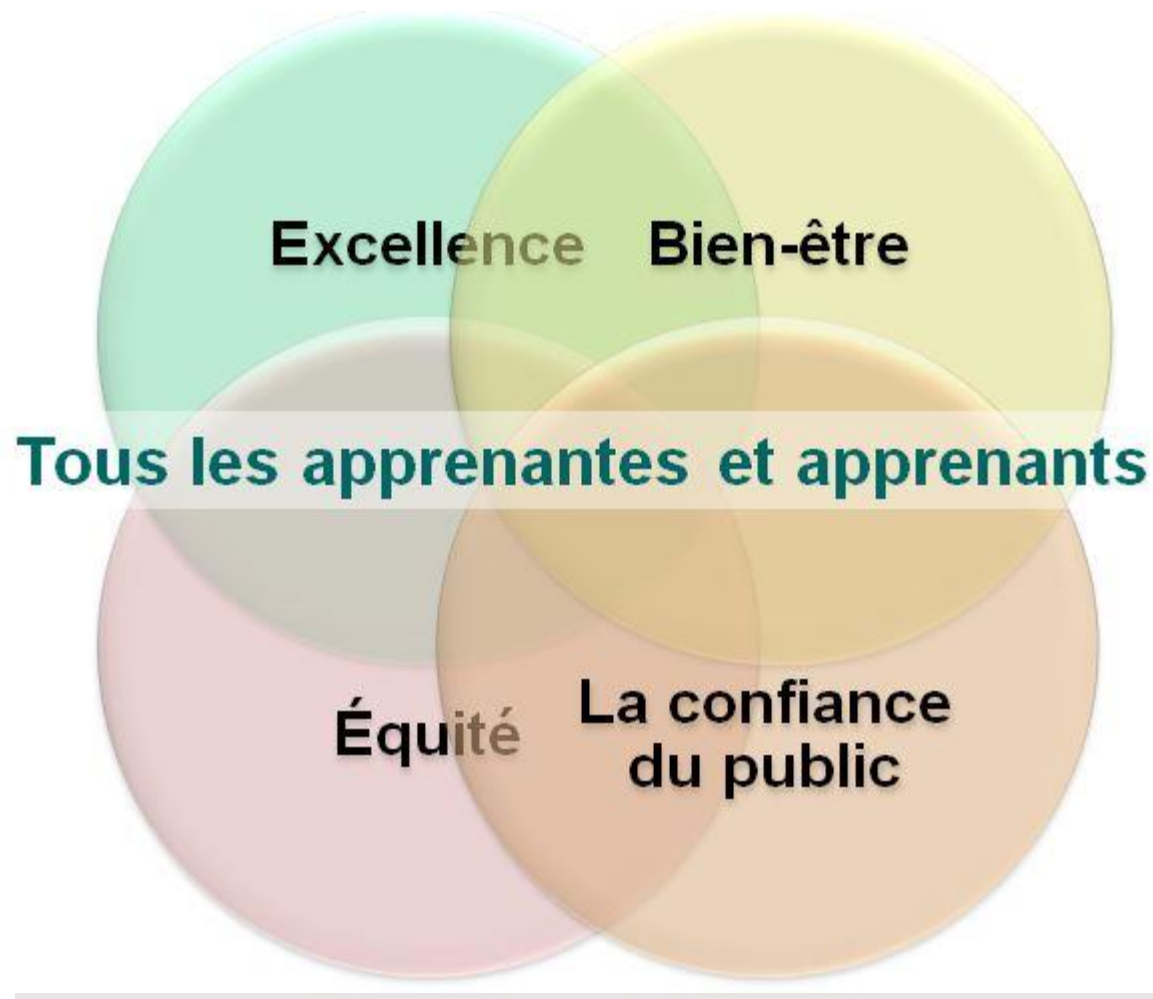 Excellence
Bien-être
Tous les apprenantes et apprenants
Équité
La confiance
du public